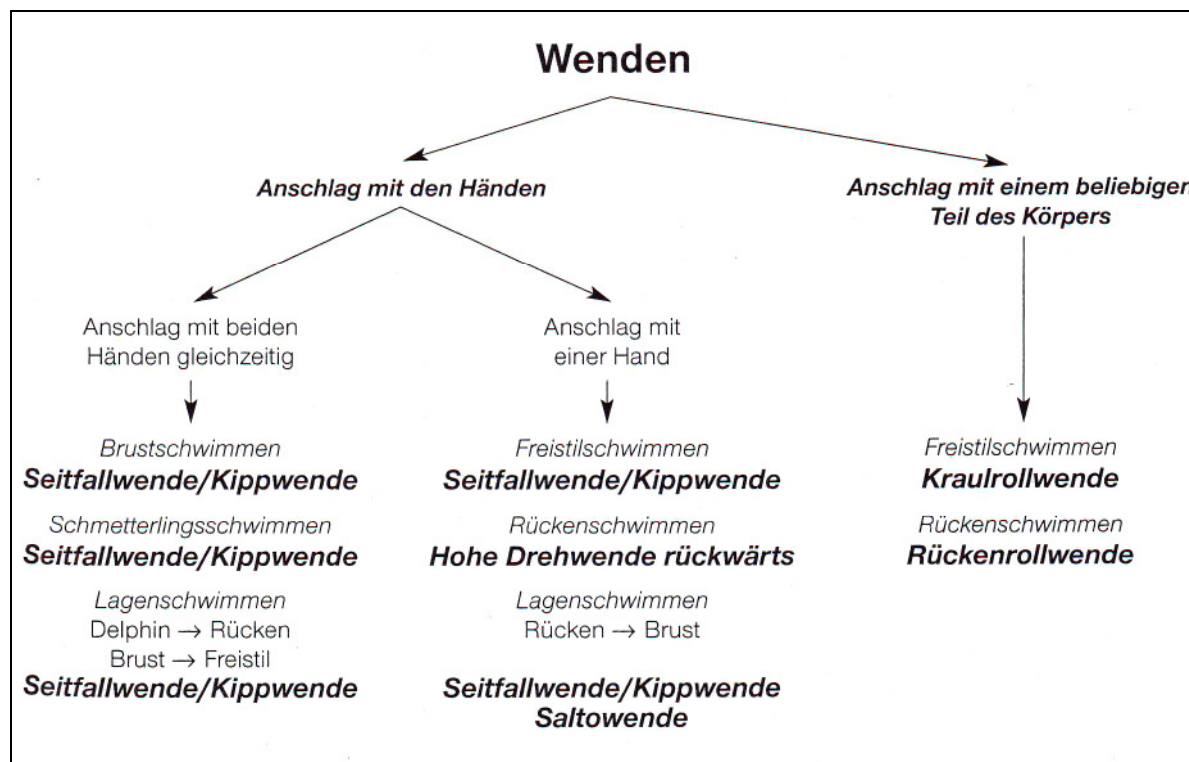 Wenden
Anschlag mit den Händen
Anschlag mit einem beliebigen
Teil des Körpers
Anschlag mit beiden
Händen gleichzeitig
Anschlag mit
einer Hand
Brustschwimmen
Seitfallwende/Kippwende
Schmetterlingsschwimmen
Seitfallwende/Kippwende
Lagenschwimmen
Delphin → Rücken
Brust → Freistil
Seitfallwende/Kippwende
Freistilschwimmen
Seitfallwende/Kippwende
Rückenschwimmen
Hohe Drehwende rückwärts
Lagenschwimmen
Rücken → Brust
Seitfallwende/Kippwende
Saltowende
Freistilschwimmen
Kraulrollwende
Rückenschwimmen
Rückenrollwende